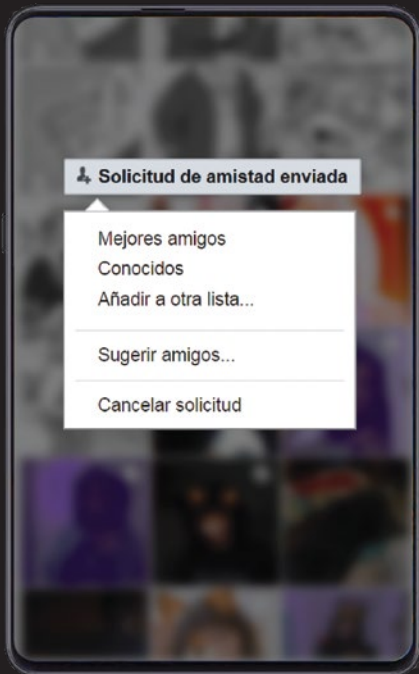 Solicitud de amistad enviada
Mejores amigos
Conocidos
Añadir a otra lista...
Sugerir amigos...
Cancelar solicitud